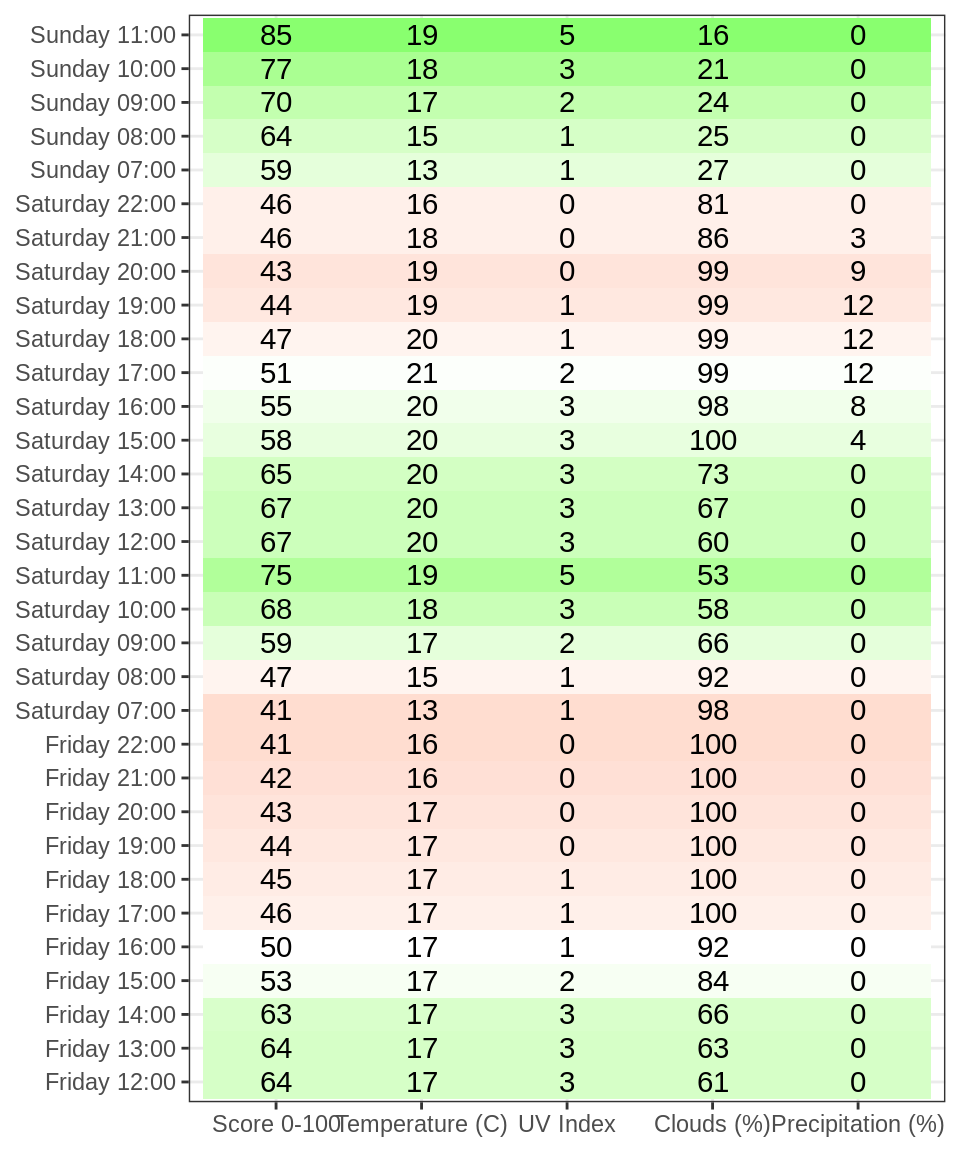 Sunday 11:00 85 19 5 16 0
Sunday 10:00 77 18 3 21 0
Sunday 09:00 70 17 2 24 0
Sunday 08:00 64 15 1 25 0
Sunday 07:00 59 13 1 27 0
Saturday 22:00 46 16 0 81 0
Saturday 21:00 46 18 0 86 3
Saturday 20:00 43 19 0 99 9
Saturday 19:00 44 19 1 99 12
Saturday 18:00 47 20 1 99 12
Saturday 17:00 51 21 2 99 12
Saturday 16:00 55 20 3 98 8
Saturday 15:00 58 20 3 100 4
Saturday 14:00 65 20 3 73 0
Saturday 13:00 67 20 3 67 0
Saturday 12:00 67 20 3 60 0
Saturday 11:00 75 19 5 53 0
Saturday 10:00 68 18 3 58 0
Saturday 09:00 59 17 2 66 0
Saturday 08:00 47 15 1 92 0
Saturday 07:00 41 13 1 98 0
Friday 22:00 41 16 0 100 0
Friday 21:00 42 16 0 100 0
Friday 20:00 43 17 0 100 0
Friday 19:00 44 17 0 100 0
Friday 18:00 45 17 1 100 0
Friday 17:00 46 17 1 100 0
Friday 16:00 50 17 1 92 0
Friday 15:00 53 17 2 84 0
Friday 14:00 63 17 3 66 0
Friday 13:00 64 17 3 63 0
Friday 12:00 64 17 3 61 0
Score 0-100 Temperature (C) UV Index Clouds (%) Precipitation (%)